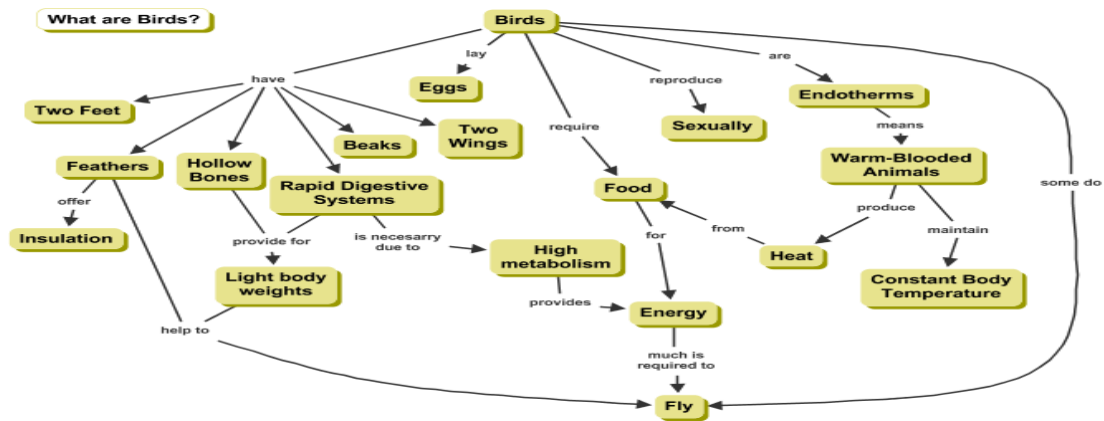 What are Birds?
Birds
lay
are
have
Eggs
reproduce
Endotherms
Two Feet
require
Sexually
means
Two
Wings
Beaks
Feathers
Hollow
Bones
Warm-Blooded
Animals
Rapid Digestive
Systems
Food
some do
offer
produce
Insulation
provide for
is necesarry
due to
for
from
maintain
High
metabolism
Heat
Light body
weights
Constant Body
Temperature
provides
Energy
help to
much is
required to
Fly